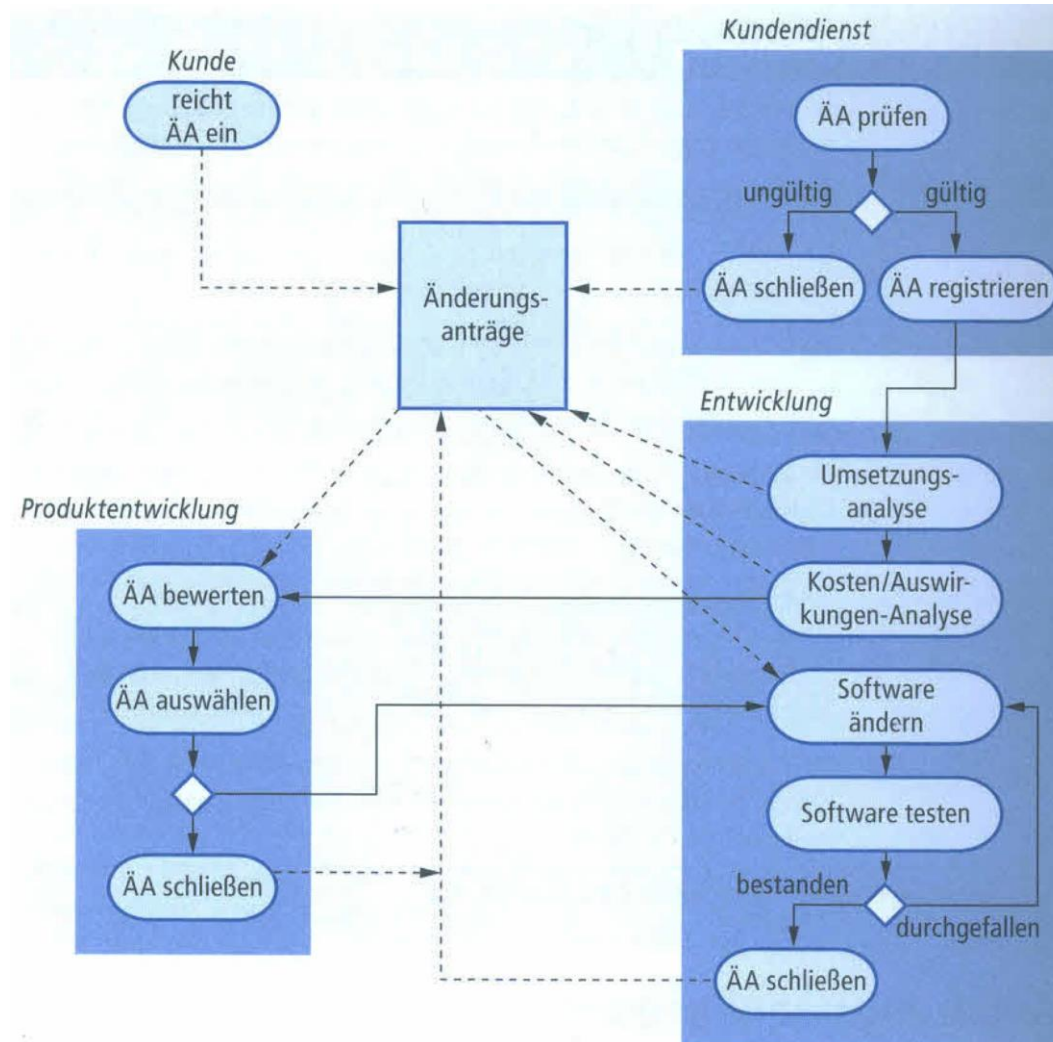 Kunde
reicht
ÄA ein
Kundendienst
ÄA prüfen
ungültig
gültig
ÄA schließen
ÄA registrieren
Änderungs-
anträge
Entwicklung
Umsetzungs-
analyse
Kosten/Auswir-
kungen-Analyse
Software
ändern
Software testen
bestanden
durchgefallen
ÄA schließen
Produktentwicklung
ÄA bewerten
ÄA auswählen
ÄA schließen